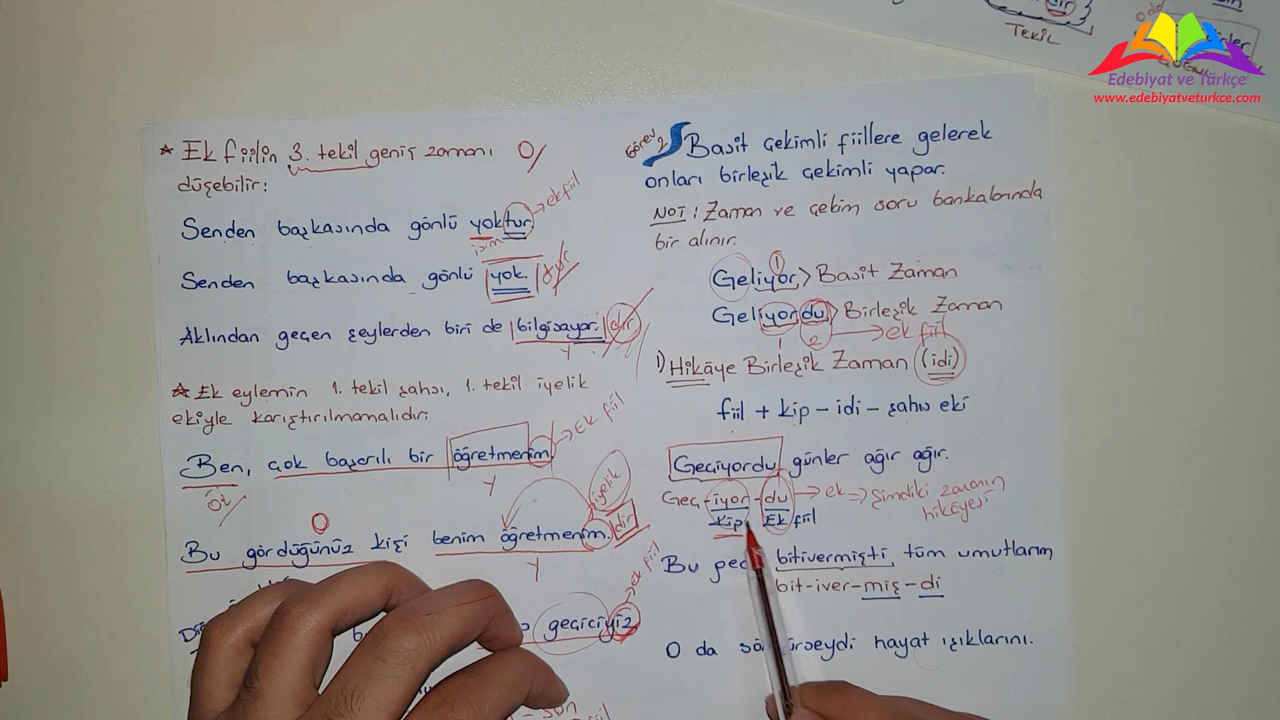 TEKİL
Edebiyat ve Türkçe
www.edebiyatveturkce.com
★ Ek fiilin 3. tekil geniş zamanı O
düşebilir:
Senden başkasında gönlü yoktur → ek fiil
isim
Senden başkasında gönlü yok.
Aklından geçen şeylerden biri de bilgisayar. dır
Y
★ Ek eylemin 1. tekil şahsı, 1. tekil iyelik
ekiyle karıştırılmamalıdır:
Ben, çok başarılı bir öğretmenim → ek fiil
Öz Y
iyelik
O
Bu gördüğünüz kişi benim öğretmenim. dir
Y
→ ek fiil
geçiciyiz
Görev 2
Basit çekimli fiillere gelerek
onları birleşik çekimli yapar.
NOT: Zaman ve çekim soru bankalarında
bir alınır.
1
Geliyor > Basit Zaman
Geliyordu > Birleşik Zaman
1 2 → ek fiil
1) Hikâye Birleşik Zaman (idi)
fiil + kip - idi - şahıs eki
Geçiyordu günler ağır ağır.
Geç-iyor-du → ek => Şimdiki zamanın
hikâyesi
kip Ek fiil
Bu bitivermişti, tüm umutlarım
bit-iver-miş-di
O da hayat ışıklarını.